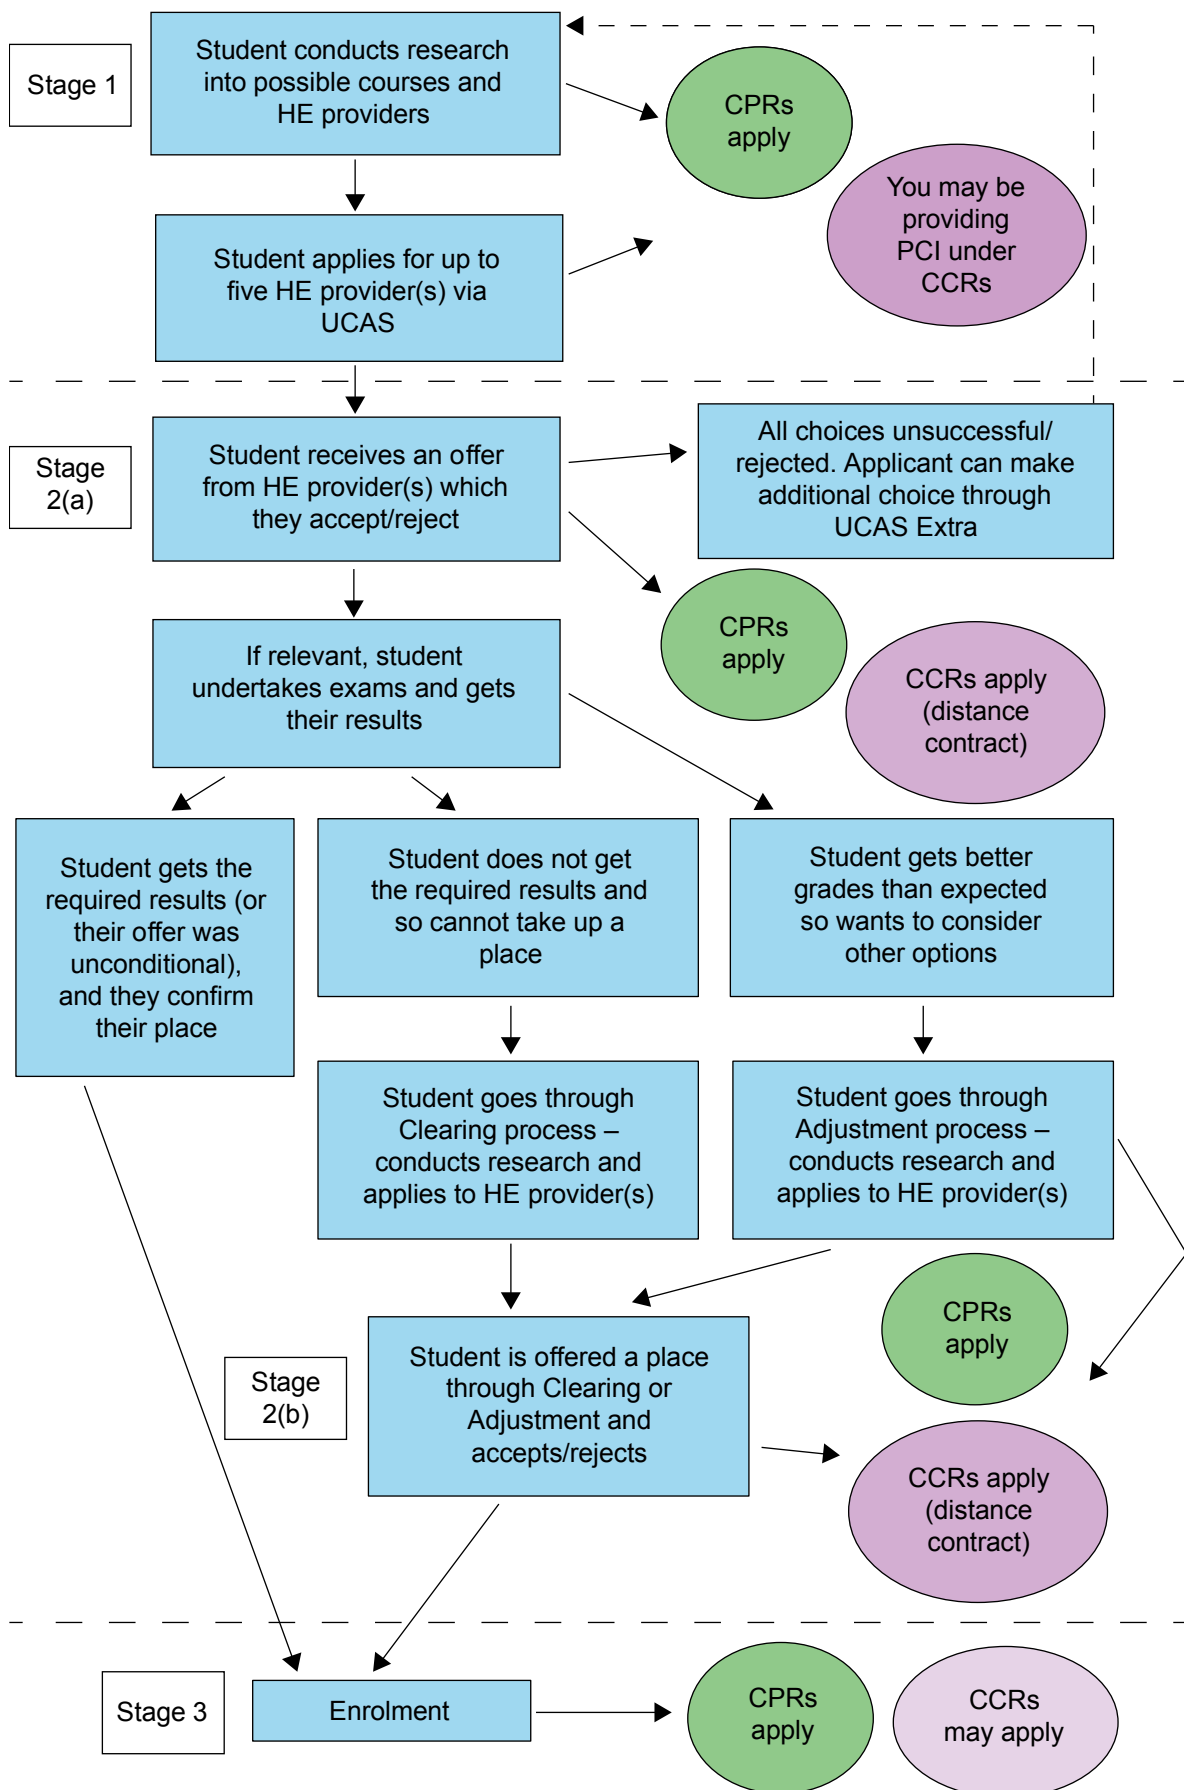 Stage 1
Student conducts research
into possible courses and
HE providers
CPRs
apply
You may be
providing
PCI under
CCRs
Student applies for up to
five HE provider(s) via
UCAS
Stage
2(a)
Student receives an offer
from HE provider(s) which
they accept/reject
All choices unsuccessful/
rejected. Applicant can make
additional choice through
UCAS Extra
CPRs
apply
If relevant, student
undertakes exams and gets
their results
CCRs apply
(distance
contract)
Student gets the
required results (or
their offer was
unconditional),
and they confirm
their place
Student does not get
the required results and
so cannot take up a
place
Student gets better
grades than expected
so wants to consider
other options
Student goes through
Clearing process –
conducts research and
applies to HE provider(s)
Student goes through
Adjustment process –
conducts research and
applies to HE provider(s)
CPRs
apply
Stage
2(b)
Student is offered a place
through Clearing or
Adjustment and
accepts/rejects
CCRs apply
(distance
contract)
Stage 3
Enrolment
CPRs
apply
CCRs
may apply